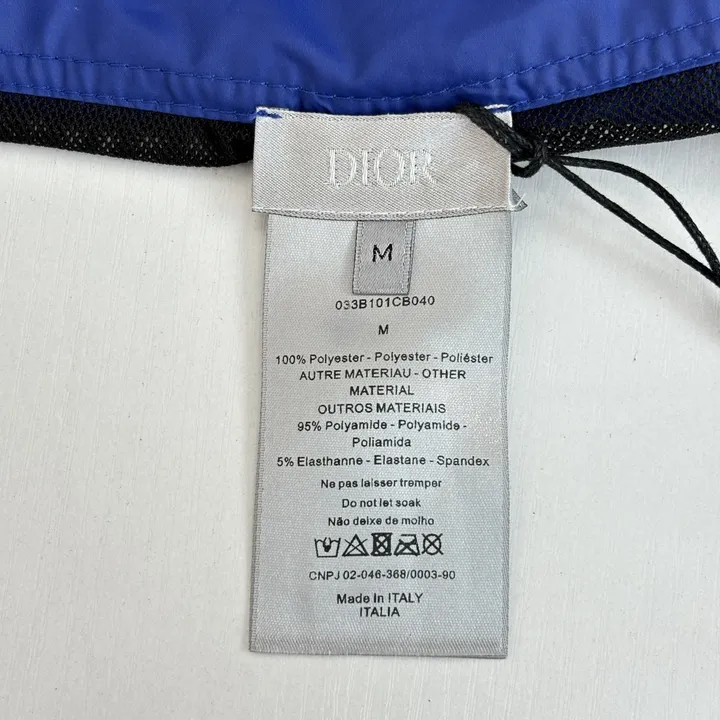 DIOR
M
033B101CB040
M
100% Polyester - Polyester - Poliéster
AUTRE MATERIAU - OTHER
MATERIAL
OUTROS MATERIAIS
95% Polyamide - Polyamide -
Poliamida
5% Elasthanne - Elastane - Spandex
Ne pas laisser tremper
Do not let soak
Não deixe de molho
CNPJ 02-046-368/0003-90
Made in ITALY
ITALIA